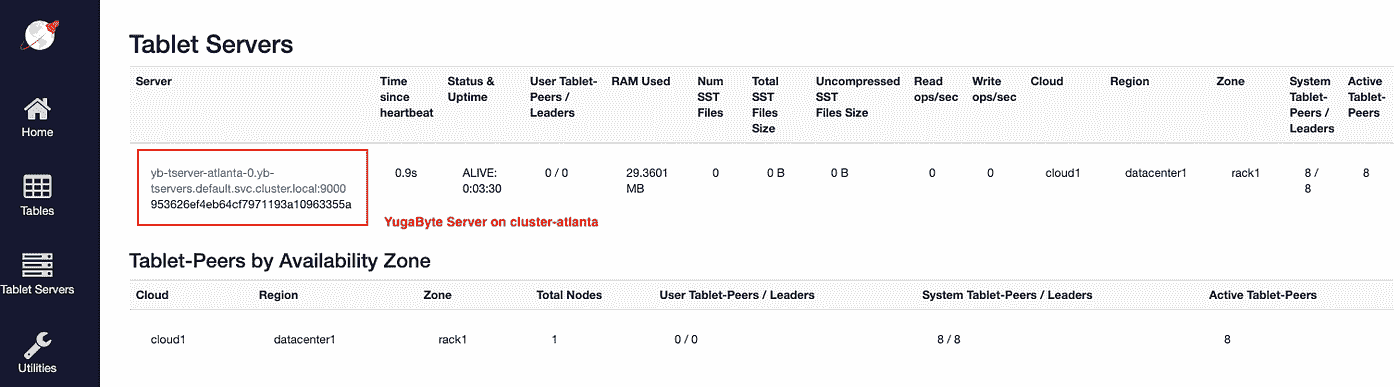 Home
Tables
Tablet Servers
Utilities
Tablet Servers
Server
Time
since
heartbeat
Status &
Uptime
User Tablet-
Peers /
Leaders
RAM Used
Num
SST
Files
Total
SST
Files
Size
Uncompressed
SST
Files Size
Read
ops/sec
Write
ops/sec
Cloud
Region
Zone
System
Tablet-
Peers /
Leaders
Active
Tablet-
Peers
yb-tserver-atlanta-0.yb-
tservers.default.svc.cluster.local:9000
953626ef4eb64cf7971193a10963355a
0.9s
ALIVE:
0:03:30
0 / 0
29.3601
MB
0
0 B
0 B
0
0
cloud1
datacenter1
rack1
8 /
8
8
YugaByte Server on cluster-atlanta
Tablet-Peers by Availability Zone
Cloud Region Zone Total Nodes User Tablet-Peers / Leaders System Tablet-Peers / Leaders Active Tablet-Peers
cloud1 datacenter1 rack1 1 0 / 0 8 / 8 8